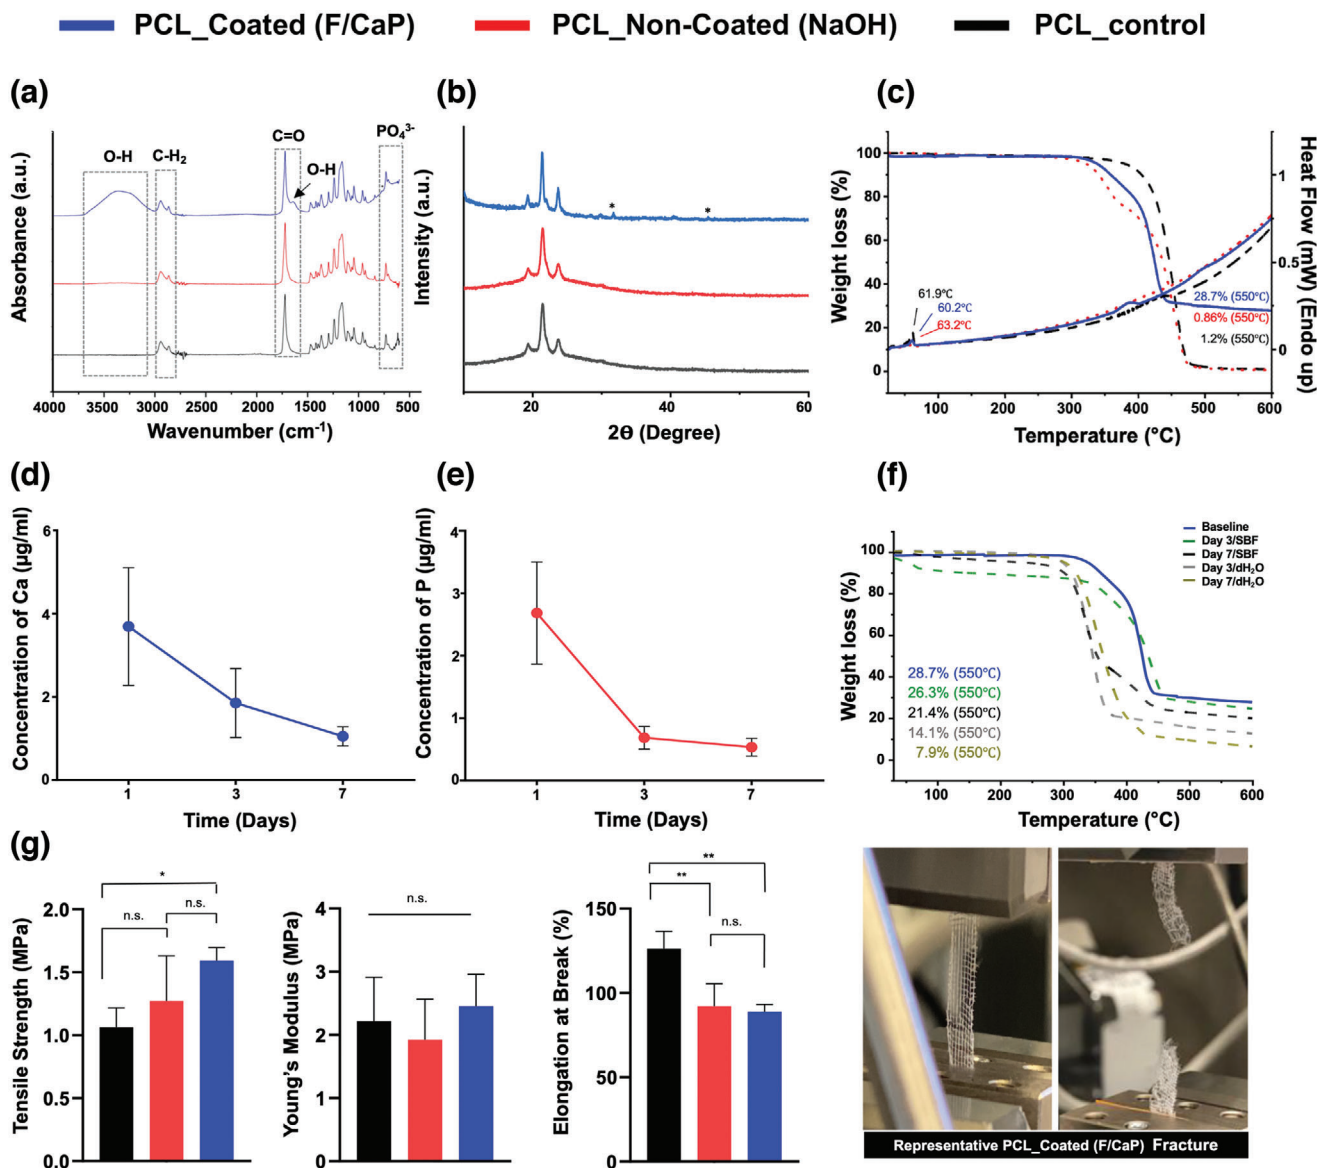 PCL_Coated (F/CaP) PCL_Non-Coated (NaOH) PCL_control
(a)
Absorbance (a.u.)
O-H
C-H₂
C=O
O-H
PO₄³⁻
4000 3500 3000 2500 2000 1500 1000 500
Wavenumber (cm⁻¹)
(b)
Intensity (a.u.)
* *
20 40 60
2Θ (Degree)
(c)
Weight loss (%)
100
80
60
40
20
0
61.9℃
60.2℃
63.2℃
28.7% (550℃)
0.86% (550℃)
1.2% (550℃)
1
0.5
0
Heat Flow (mW) (Endo up)
100 200 300 400 500 600
Temperature (°C)
(d)
Concentration of Ca (µg/ml)
6
4
2
0
1 3 7
Time (Days)
(e)
Concentration of P (µg/ml)
4
3
2
1
0
1 3 7
Time (Days)
(f)
Weight loss (%)
100
80
60
40
20
0
Baseline
Day 3/SBF
Day 7/SBF
Day 3/dH₂O
Day 7/dH₂O
28.7% (550℃)
26.3% (550℃)
21.4% (550℃)
14.1% (550℃)
7.9% (550℃)
100 200 300 400 500 600
Temperature (°C)
(g)
Tensile Strength (MPa)
2.0
1.5
1.0
0.5
0.0
*
n.s. n.s.
Young's Modulus (MPa)
4
3
2
1
0
n.s.
Elongation at Break (%)
150
100
50
0
**
**
n.s.
Representative PCL_Coated (F/CaP) Fracture